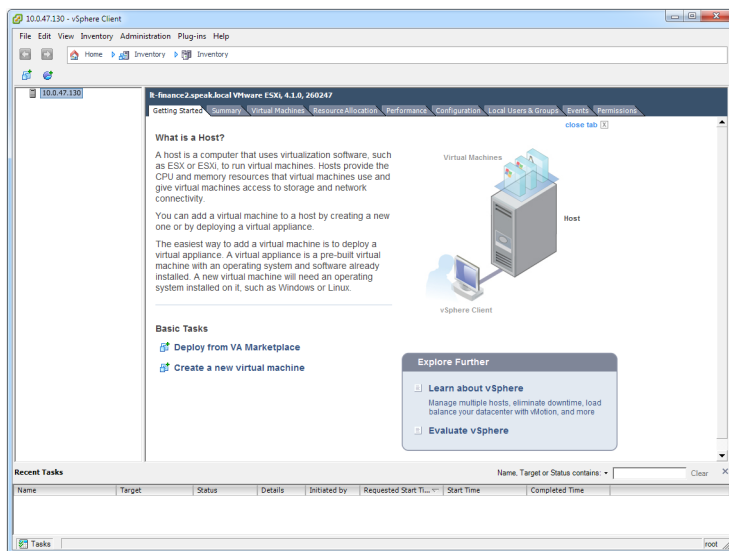 10.0.47.130 - vSphere Client
File Edit View Inventory Administration Plug-ins Help
Home Inventory Inventory
10.0.47.130
lt-finance2.speak.local VMware ESXi, 4.1.0, 260247
Getting Started Summary Virtual Machines Resource Allocation Performance Configuration Local Users & Groups Events Permissions
close tab X
What is a Host?
A host is a computer that uses virtualization software, such
as ESX or ESXi, to run virtual machines. Hosts provide the
CPU and memory resources that virtual machines use and
give virtual machines access to storage and network
connectivity.
You can add a virtual machine to a host by creating a new
one or by deploying a virtual appliance.
The easiest way to add a virtual machine is to deploy a
virtual appliance. A virtual appliance is a pre-built virtual
machine with an operating system and software already
installed. A new virtual machine will need an operating
system installed on it, such as Windows or Linux.
Virtual Machines
Host
vSphere Client
Basic Tasks
Deploy from VA Marketplace
Create a new virtual machine
Explore Further
Learn about vSphere
Manage multiple hosts, eliminate downtime, load
balance your datacenter with vMotion, and more
Evaluate vSphere
Recent Tasks
Name, Target or Status contains:
Clear
Name Target Status Details Initiated by Requested Start Ti... Start Time Completed Time
Tasks
root